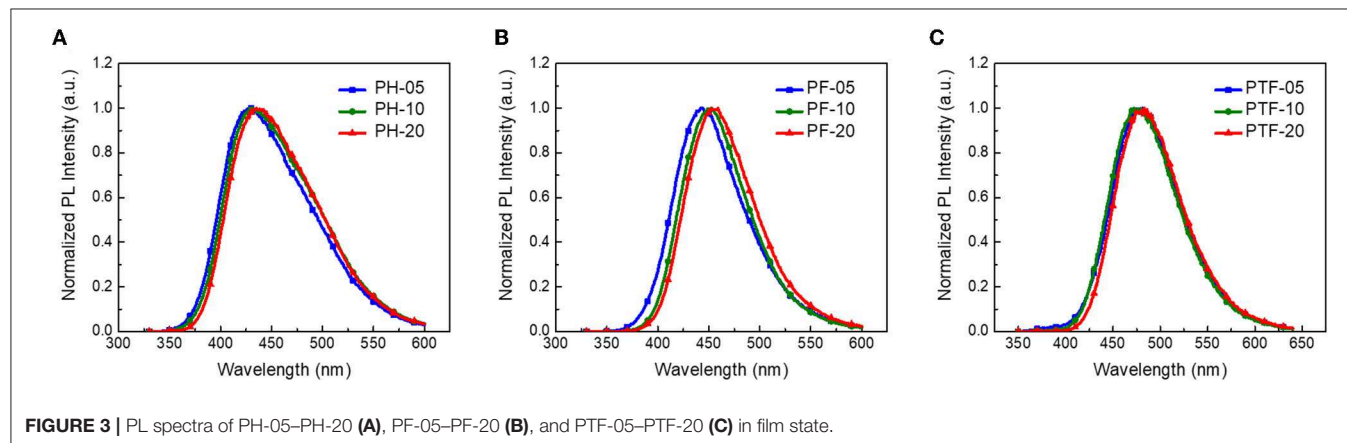 A
Normalized PL Intensity (a.u.)
1.2
1.0
0.8
0.6
0.4
0.2
0.0
PH-05
PH-10
PH-20
300 350 400 450 500 550 600
Wavelength (nm)
B
Normalized PL Intensity (a.u.)
1.2
1.0
0.8
0.6
0.4
0.2
0.0
PF-05
PF-10
PF-20
300 350 400 450 500 550 600
Wavelength (nm)
C
Normalized PL Intensity (a.u.)
1.2
1.0
0.8
0.6
0.4
0.2
0.0
PTF-05
PTF-10
PTF-20
350 400 450 500 550 600 650
Wavelength (nm)
FIGURE 3 | PL spectra of PH-05–PH-20 (A), PF-05–PF-20 (B), and PTF-05–PTF-20 (C) in film state.